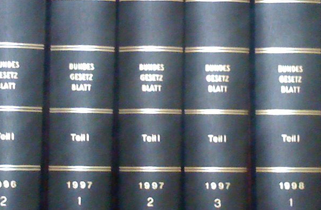 BUNDES
GESETZ
BLATT
Teil I
1997
1
BUNDES
GESETZ
BLATT
Teil I
1997
2
BUNDES
GESETZ
BLATT
Teil I
1997
3
BUNDES
GESETZ
BLATT
Teil I
1998
1